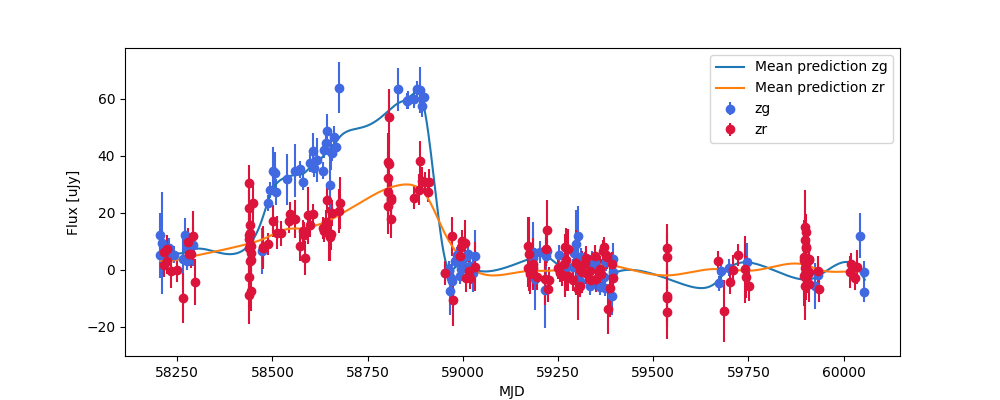 Mean prediction zg
Mean prediction zr
zg
zr
Flux [uJy]
60
40
20
0
−20
58250 58500 58750 59000 59250 59500 59750 60000
MJD